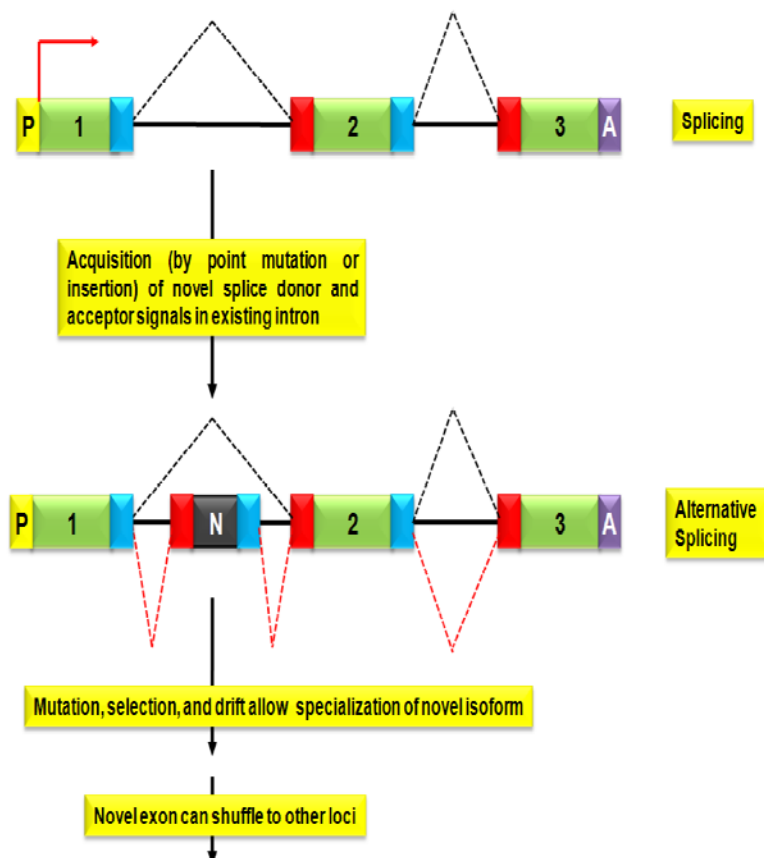 P 1 2 3 A
Splicing
Acquisition (by point mutation or
insertion) of novel splice donor and
acceptor signals in existing intron
P 1 N 2 3 A
Alternative
Splicing
Mutation, selection, and drift allow specialization of novel isoform
Novel exon can shuffle to other loci